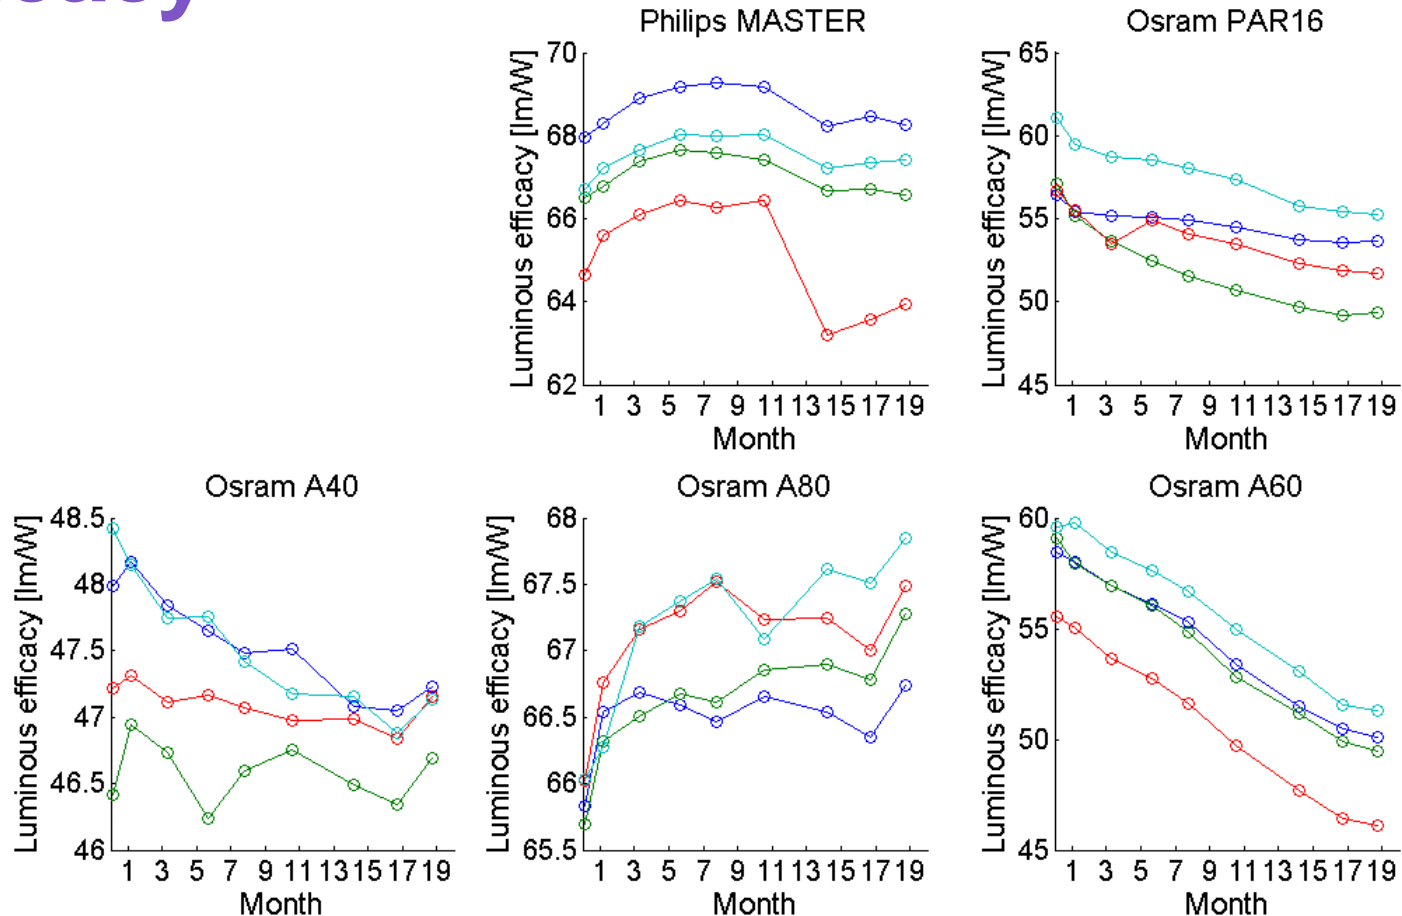 Philips MASTER
Luminous efficacy [lm/W]
70
68
66
64
62
1 3 5 7 9 11 13 15 17 19
Month
Osram PAR16
Luminous efficacy [lm/W]
65
60
55
50
45
1 3 5 7 9 11 13 15 17 19
Month
Osram A40
Luminous efficacy [lm/W]
48.5
48
47.5
47
46.5
46
1 3 5 7 9 11 13 15 17 19
Month
Osram A80
Luminous efficacy [lm/W]
68
67.5
67
66.5
66
65.5
1 3 5 7 9 11 13 15 17 19
Month
Osram A60
Luminous efficacy [lm/W]
60
55
50
45
1 3 5 7 9 11 13 15 17 19
Month